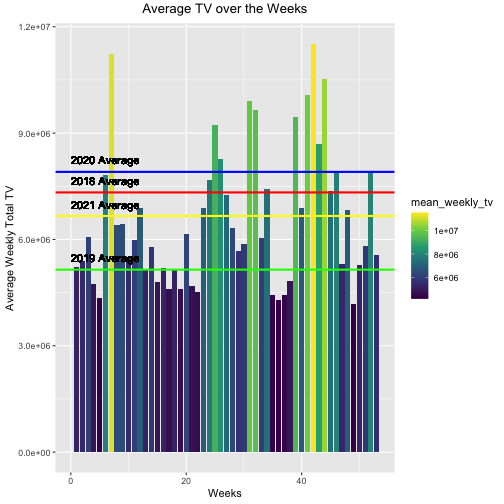 Average TV over the Weeks
1.2e+07
9.0e+06
6.0e+06
3.0e+06
0.0e+00
Average Weekly Total TV
2020 Average
2018 Average
2021 Average
2019 Average
0
20
40
Weeks
mean_weekly_tv
1e+07
8e+06
6e+06